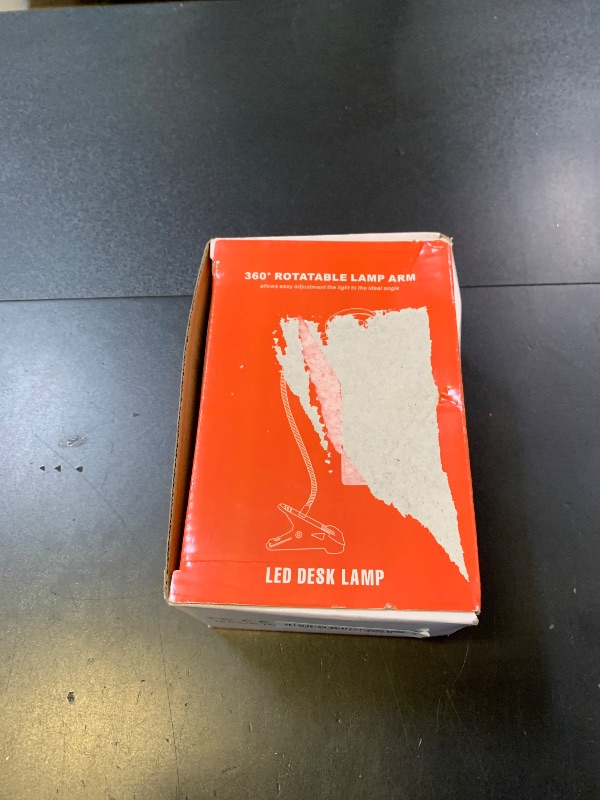 360° ROTATABLE LAMP ARM
allows easy adjustment the light to the ideal angle
LED DESK LAMP